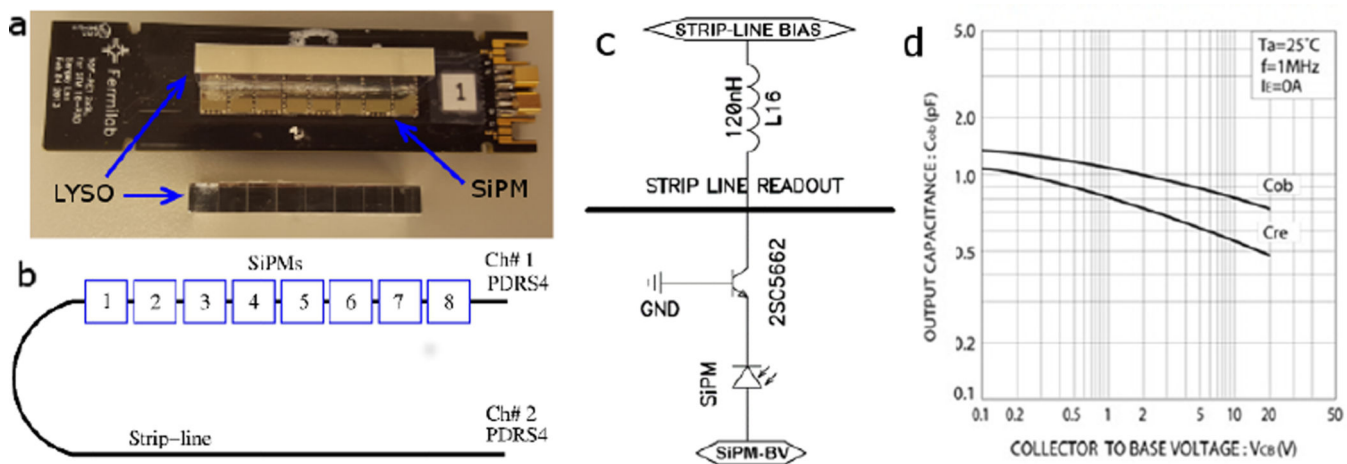 a
Fermilab
1
LYSO
SiPM
b
SiPMs
1 2 3 4 5 6 7 8
Ch# 1
PDRS4
Ch# 2
PDRS4
Strip-line
c
STRIP-LINE BIAS
120nH
L16
STRIP LINE READOUT
2SC5662
GND
SiPM
SiPM-BV
d
Ta=25°C
f=1MHz
IE=0A
OUTPUT CAPACITANCE : Cob (pF)
5.0
2.0
1.0
0.5
0.2
0.1
Cob
Cre
0.1 0.2 0.5 1 2 5 10 20 50
COLLECTOR TO BASE VOLTAGE : VCB (V)